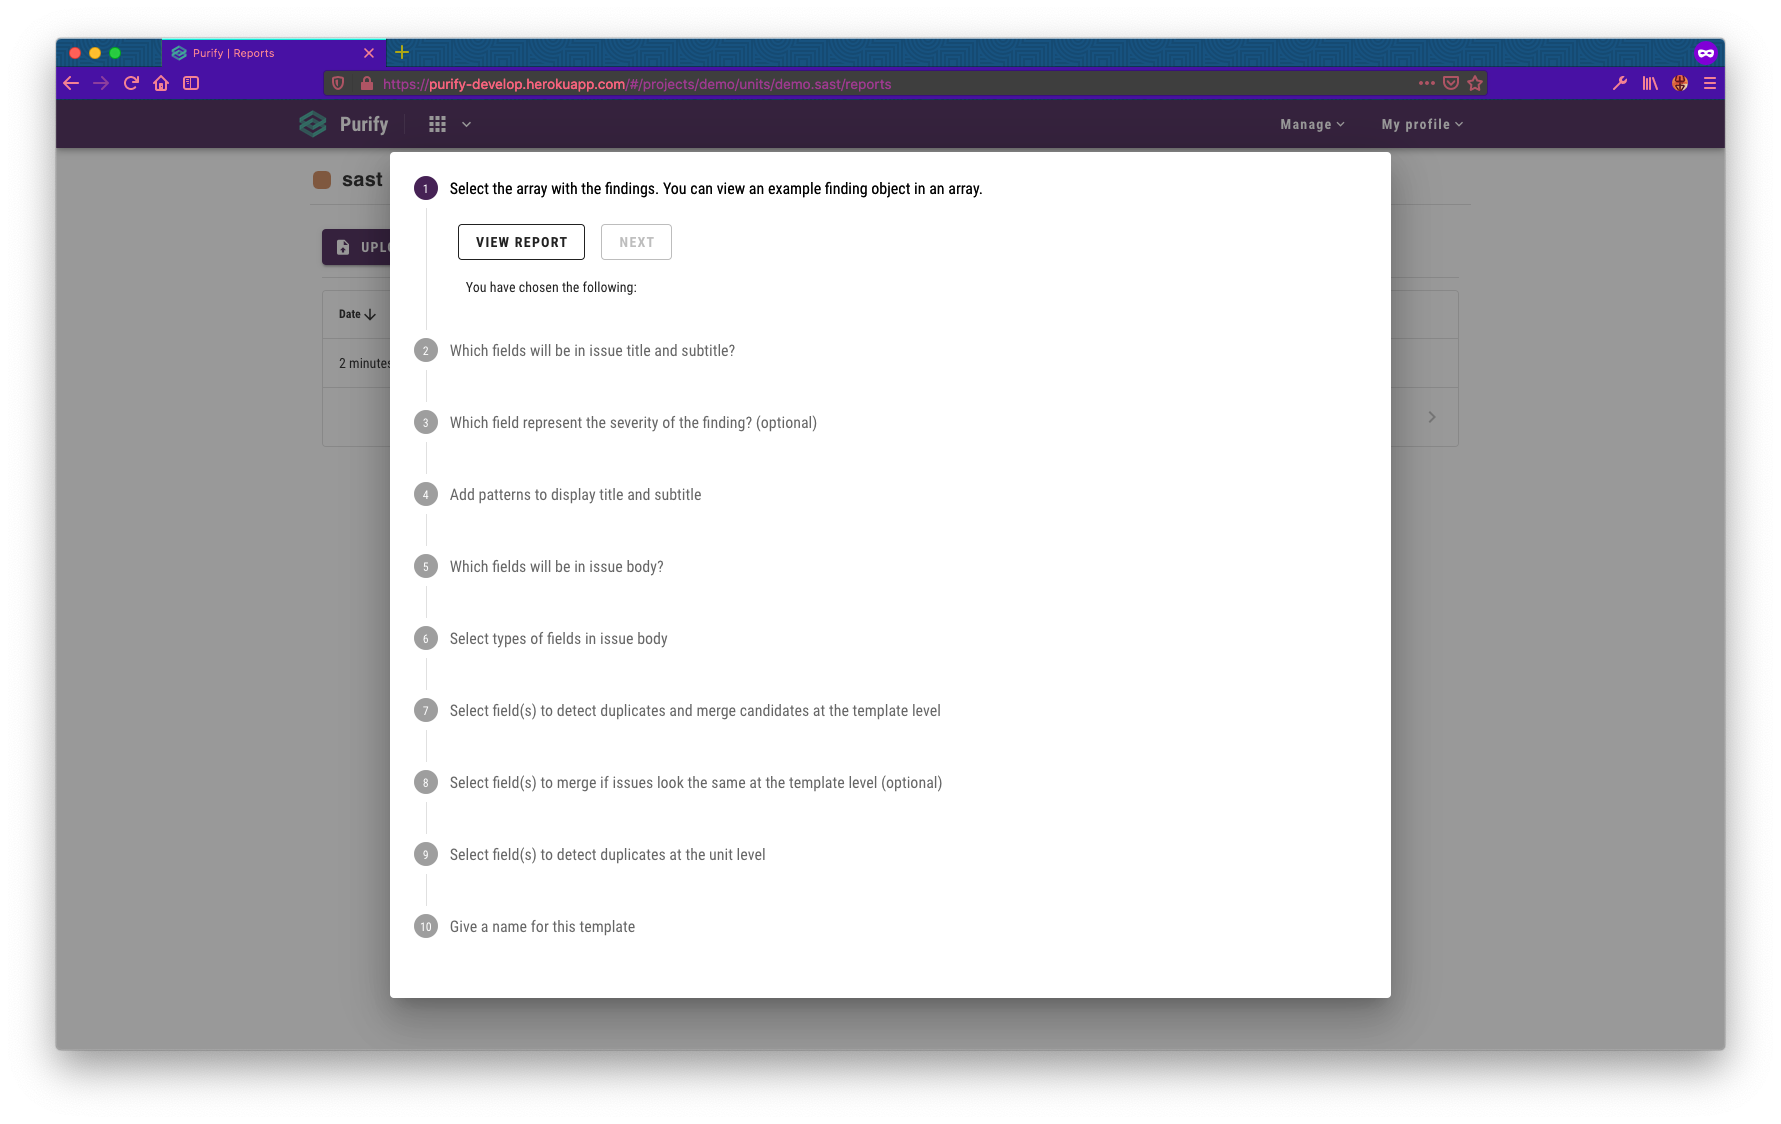 Purify | Reports
https://purify-develop.herokuapp.com/#/projects/demo/units/demo.sast/reports
Purify
Manage
My profile
sast
UPLO
Date
2 minutes
1 Select the array with the findings. You can view an example finding object in an array.
VIEW REPORT
NEXT
You have chosen the following:
2 Which fields will be in issue title and subtitle?
3 Which field represent the severity of the finding? (optional)
4 Add patterns to display title and subtitle
5 Which fields will be in issue body?
6 Select types of fields in issue body
7 Select field(s) to detect duplicates and merge candidates at the template level
8 Select field(s) to merge if issues look the same at the template level (optional)
9 Select field(s) to detect duplicates at the unit level
10 Give a name for this template